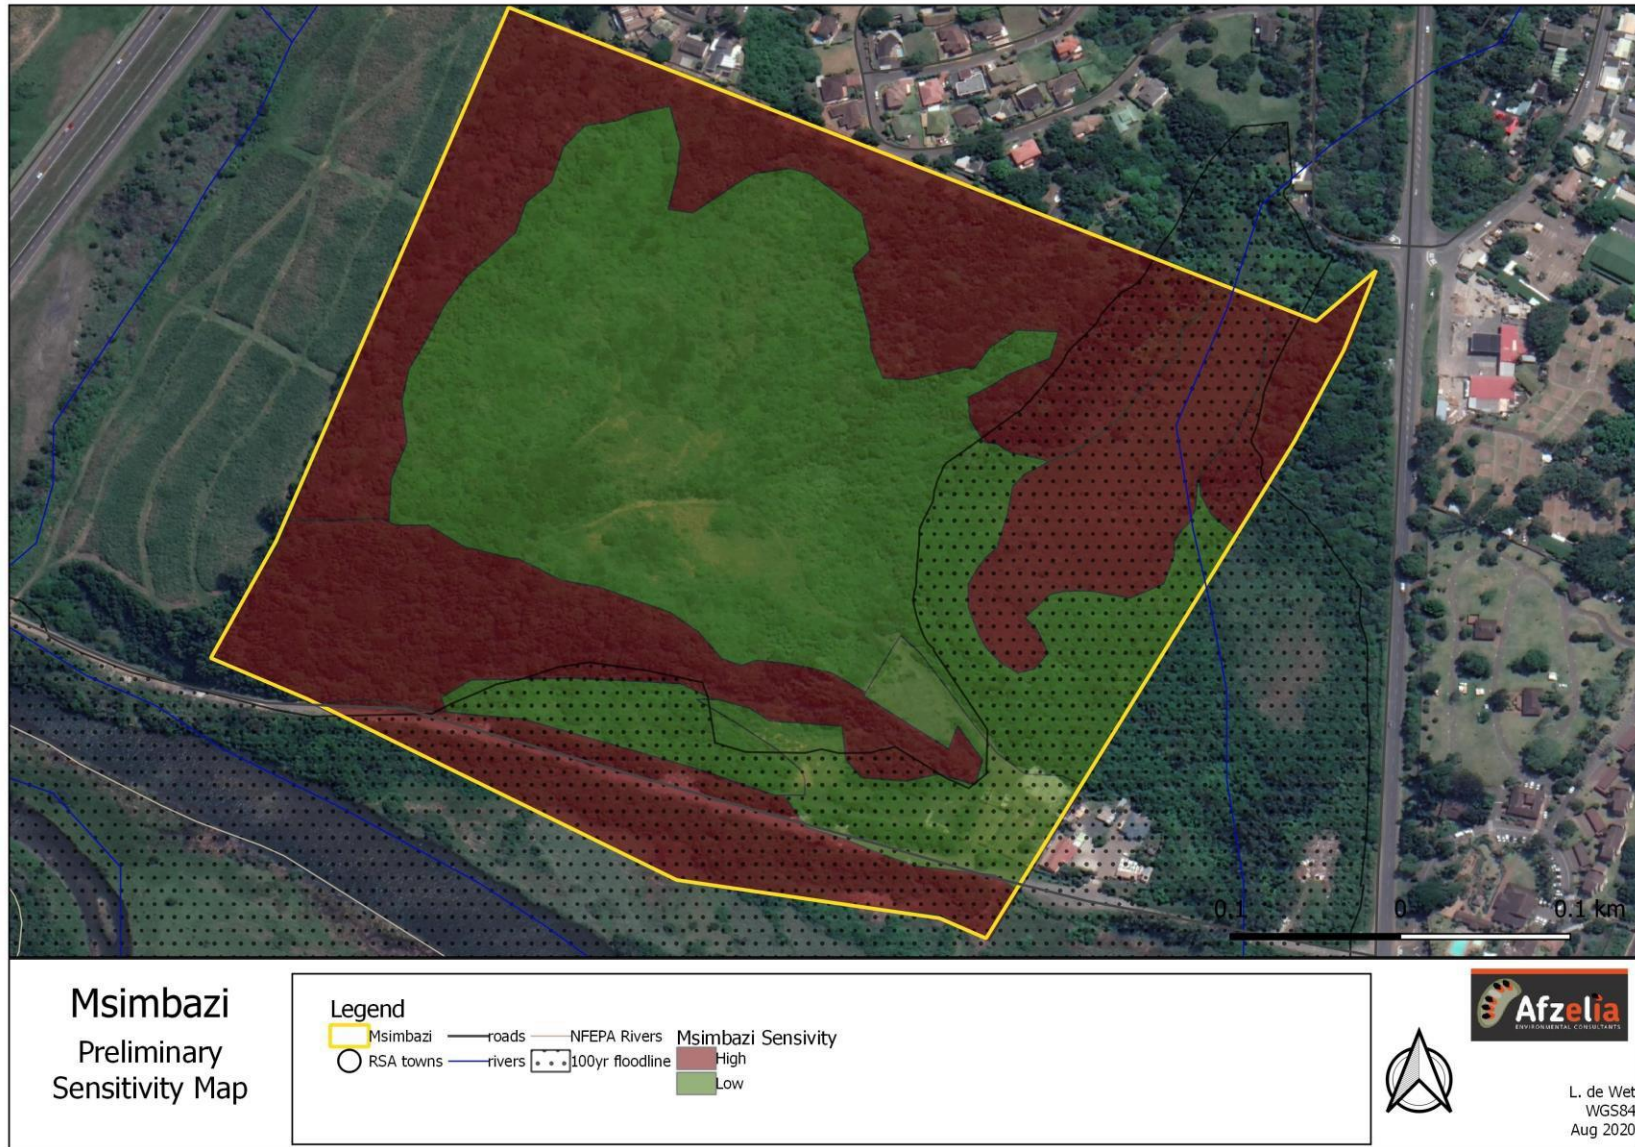 0.1 0 0.1 km
Msimbazi
Preliminary
Sensitivity Map
Legend
Msimbazi roads NFEPA Rivers
RSA towns rivers 100yr floodline
Msimbazi Sensivity
High
Low
Afzelia
ENVIRONMENTAL CONSULTANTS
L. de Wet
WGS84
Aug 2020